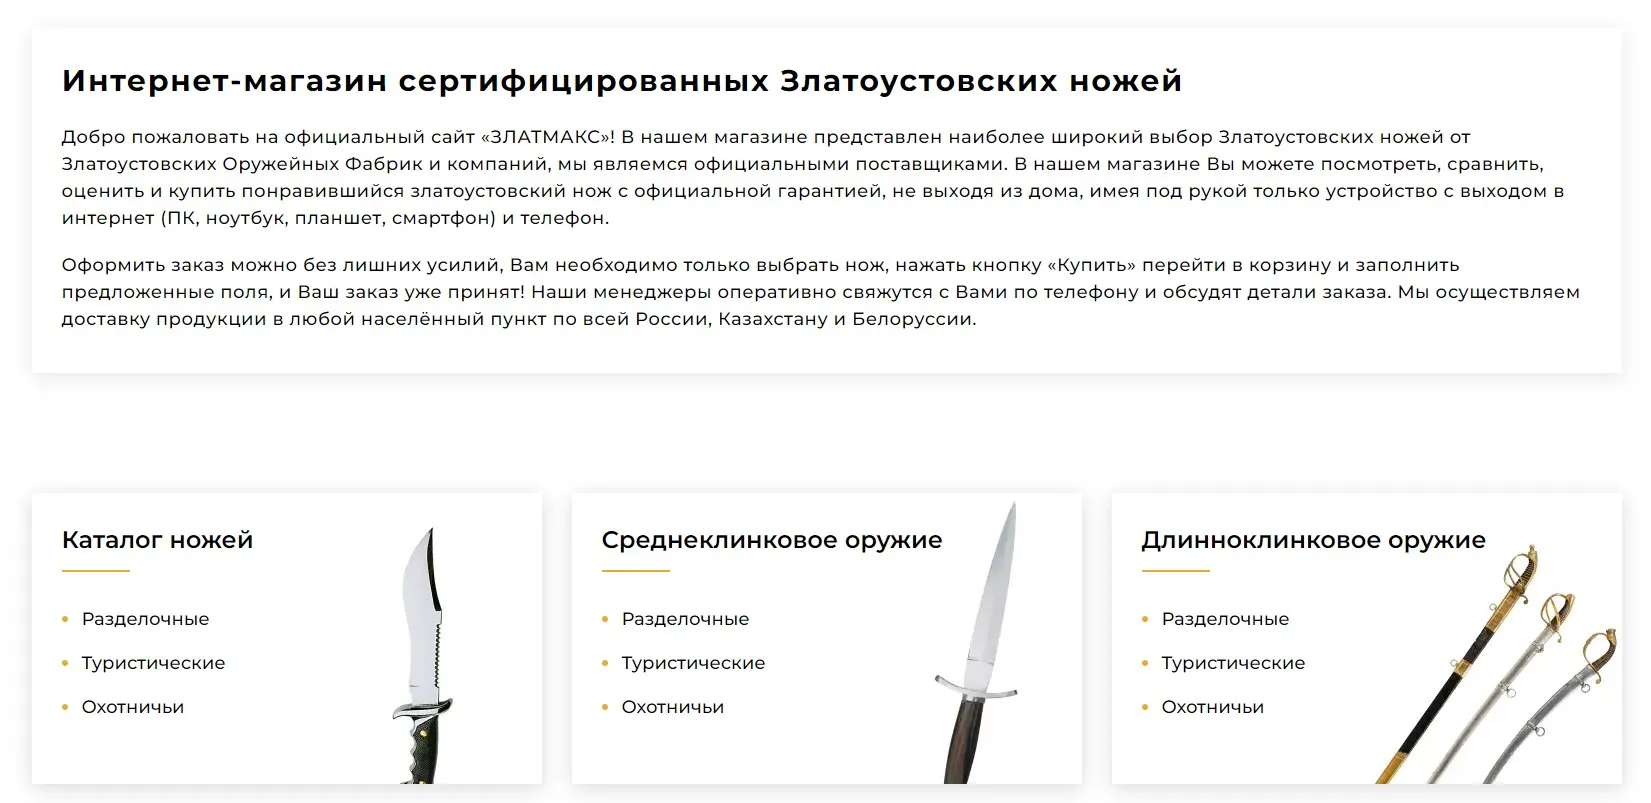 Интернет-магазин сертифицированных Златоустовских ножей
Добро пожаловать на официальный сайт «ЗЛАТМАКС»! В нашем магазине представлен наиболее широкий выбор Златоустовских ножей от
Златоустовских Оружейных Фабрик и компаний, мы являемся официальными поставщиками. В нашем магазине Вы можете посмотреть, сравнить,
оценить и купить понравившийся златоустовский нож с официальной гарантией, не выходя из дома, имея под рукой только устройство с выходом в
интернет (ПК, ноутбук, планшет, смартфон) и телефон.
Оформить заказ можно без лишних усилий, Вам необходимо только выбрать нож, нажать кнопку «Купить» перейти в корзину и заполнить
предложенные поля, и Ваш заказ уже принят! Наши менеджеры оперативно свяжутся с Вами по телефону и обсудят детали заказа. Мы осуществляем
доставку продукции в любой населённый пункт по всей России, Казахстану и Белоруссии.
Каталог ножей
Разделочные
Туристические
Охотничьи
Среднеклинковое оружие
Разделочные
Туристические
Охотничьи
Длинноклинковое оружие
Разделочные
Туристические
Охотничьи